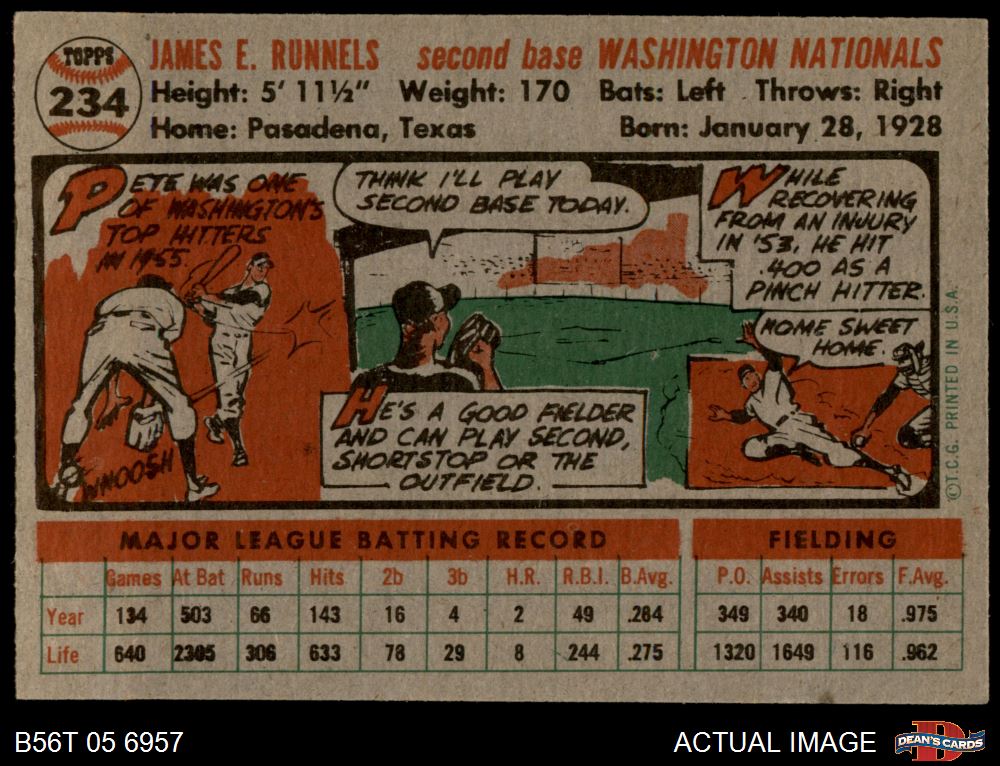 TOPPS
234
JAMES E. RUNNELS second base WASHINGTON NATIONALS
Height: 5' 11½" Weight: 170 Bats: Left Throws: Right
Home: Pasadena, Texas Born: January 28, 1928
PETE WAS ONE
OF WASHINGTON'S
TOP HITTERS
IN 1955.
WHOOSH
THINK I'LL PLAY
SECOND BASE TODAY.
HE'S A GOOD FIELDER
AND CAN PLAY SECOND,
SHORTSTOP OR THE
OUTFIELD.
WHILE
RECOVERING
FROM AN INJURY
IN '53, HE HIT
.400 AS A
PINCH HITTER.
HOME SWEET
HOME.
©T.C.G. PRINTED IN U.S.A.
MAJOR LEAGUE BATTING RECORD FIELDING
Games At Bat Runs Hits 2b 3b H.R. R.B.I. B.Avg. P.O. Assists Errors F.Avg.
Year 134 503 66 143 16 4 2 49 .284 349 340 18 .975
Life 640 2305 306 633 78 29 8 244 .275 1320 1649 116 .962
B56T 05 6957 ACTUAL IMAGE DEAN'S CARDS